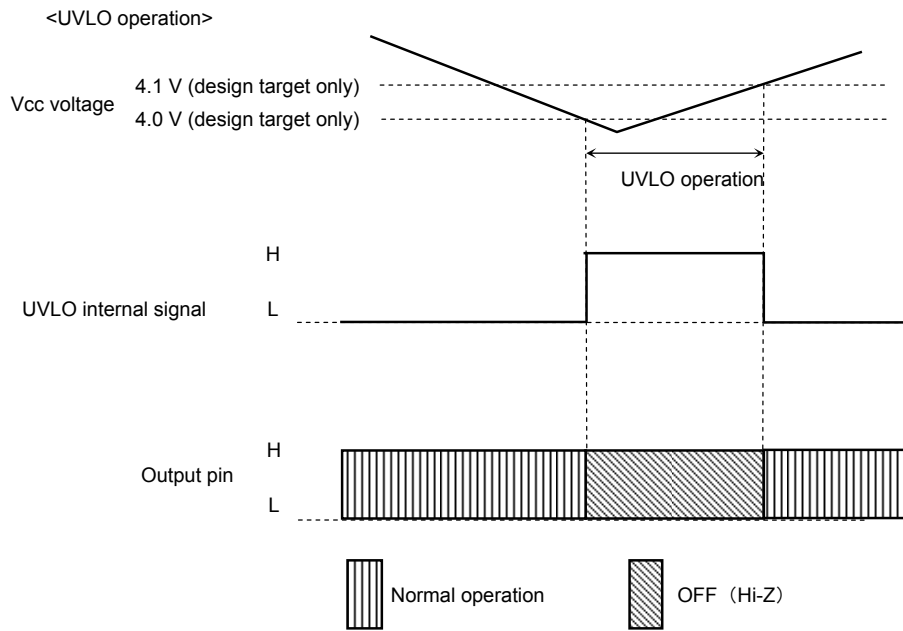 <UVLO operation>
4.1 V (design target only)
Vcc voltage
4.0 V (design target only)
UVLO operation
H
UVLO internal signal
L
H
Output pin
L
Normal operation
OFF（Hi-Z）